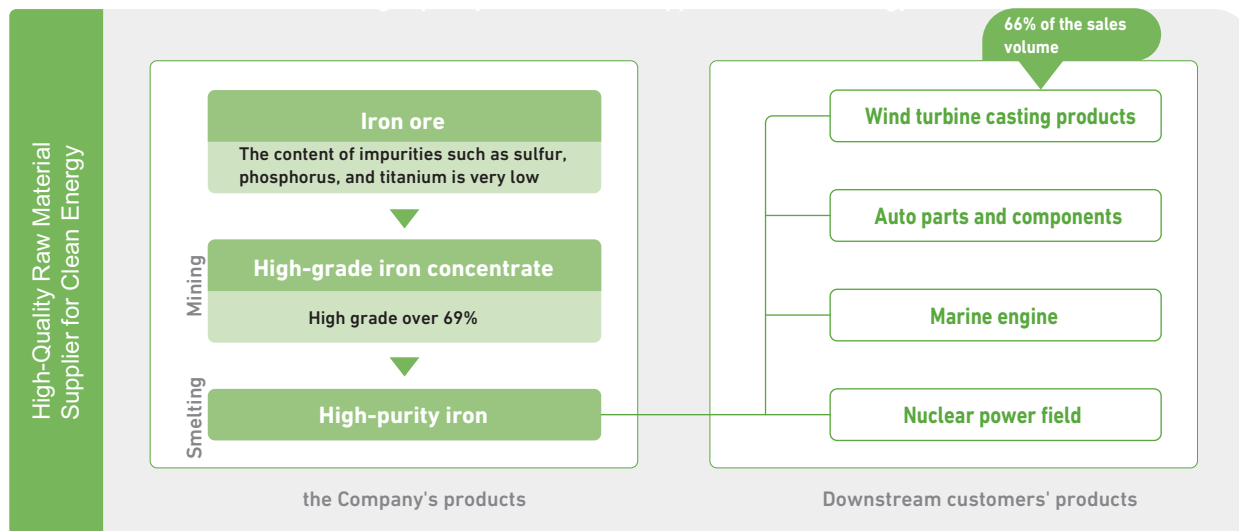 High-Quality Raw Material
Supplier for Clean Energy
66% of the sales
volume
Iron ore
The content of impurities such as sulfur,
phosphorus, and titanium is very low
Mining
High-grade iron concentrate
High grade over 69%
Smelting
High-purity iron
the Company's products
Wind turbine casting products
Auto parts and components
Marine engine
Nuclear power field
Downstream customers' products